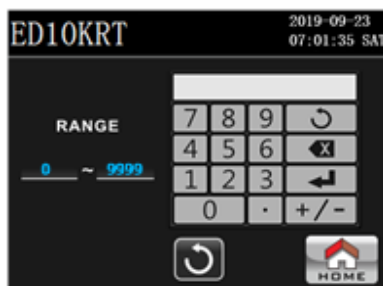 ED10KRT
2019-09-23
07:01:35 SAT
RANGE
0 ~ 9999
7 8 9
4 5 6
1 2 3
0 . +/-
HOME